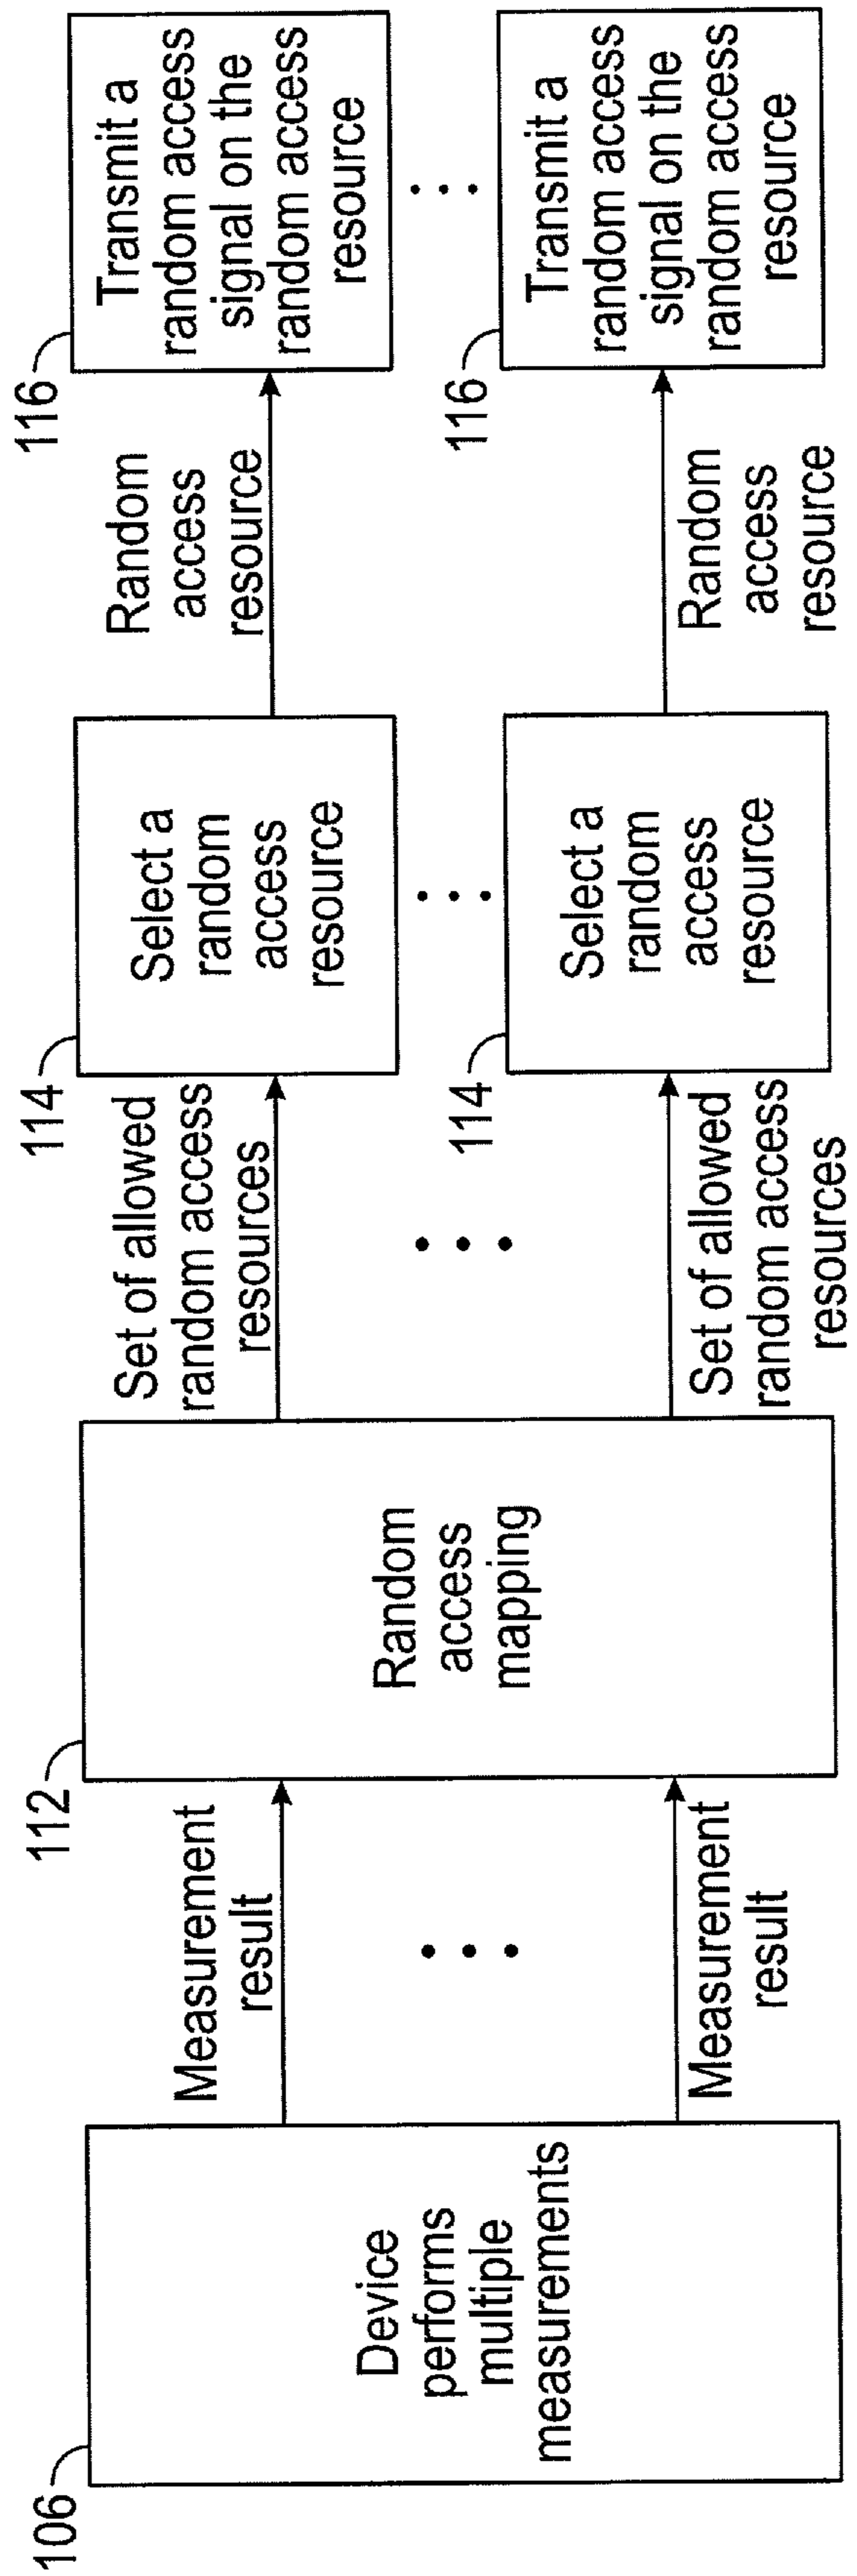 106
Device
performs
multiple
measurements
Measurement
result
Measurement
result
112
Random
access
mapping
Set of allowed
random access
resources
Set of allowed
random access
resources
114
Select a
random
access
resource
114
Select a
random
access
resource
Random
access
resource
Random
access
resource
116
Transmit a
random access
signal on the
random access
resource
116
Transmit a
random access
signal on the
random access
resource